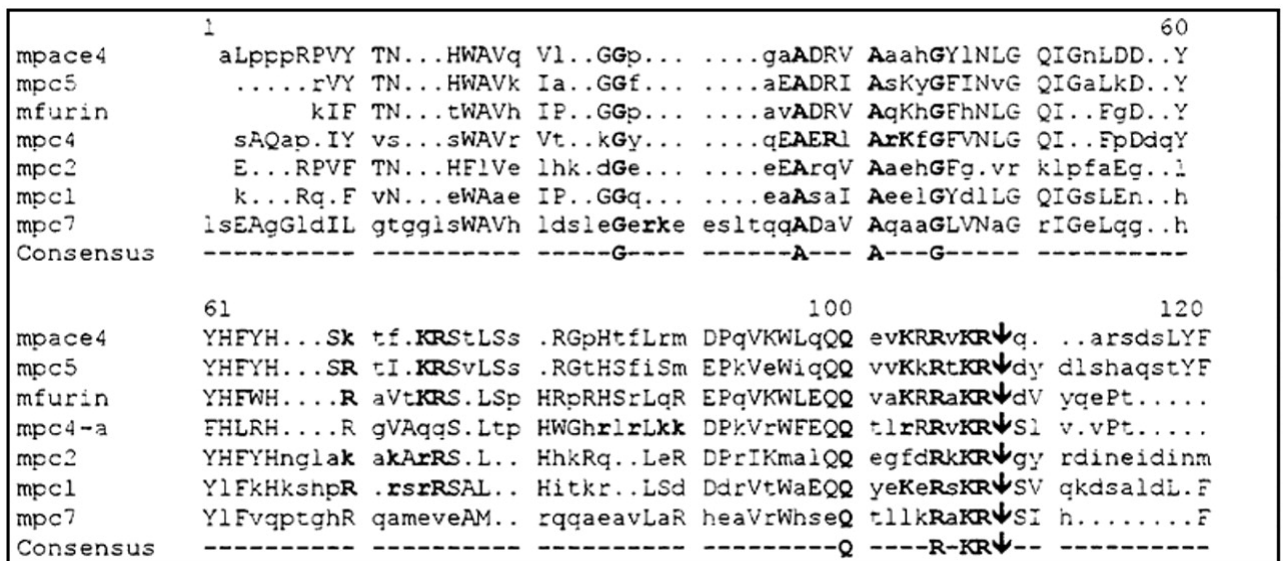 1 60
mpace4 aLpppRPVY TN...HWAVq Vl..GGp... ....gaADRV AaahGYlNLG QIGnLDD..Y
mpc5 .....rVY TN...HWAVk Ia..GGf... ....aEADRI AsKyGFINvG QIGaLkD..Y
mfurin kIF TN...tWAVh IP..GGp... ....avADRV AqKhGFhNLG QI..FgD..Y
mpc4 sAQap.IY vs...sWAVr Vt..kGy... ....qEAERl ArKfGFVNLG QI..FpDdqY
mpc2 E...RPVF TN...HFlVe lhk.dGe... ....eEArqV AaehGFg.vr klpfaEg..l
mpc1 k...Rq.F vN...eWAae IP..GGq... ....eaAsaI AeelGYdlLG QIGsLEn..h
mpc7 lsEAgGldIL gtgglsWAVh ldsleGerke esltqqADaV AqaaGLVNaG rIGeLqg..h
Consensus ---------- ---------- -----G---- ------A--- A---G----- ----------
61 100 120
mpace4 YHFYH...Sk tf.KRStLSs .RGpHtfLrm DPqVKWLqQQ evKRRvKR↓q. ..arsdsLYF
mpc5 YHFYH...SR tI.KRSvLSs .RGtHSfiSm EPkVeWiqQQ vvKkRtKR↓dy dlshaqstYF
mfurin YHFWH....R aVtKRS.LSp HRpRHSrLqR EPqVKWLEQQ vaKRRaKR↓dV yqePt.....
mpc4-a FHLRH....R gVAqqS.Ltp HWGhrlrLkk DPkVrWFEQQ tlrRRvKR↓Sl v.vPt.....
mpc2 YHFYHnglak akArRS.L.. HhkRq..LeR DPrIKmalQQ egfdRkKR↓gy rdineidinm
mpc1 YlFkHkshpR .rsrRSAL.. Hitkr..LSd DdrVtWaEQQ yeKeRsKR↓SV qkdsaldL.F
mpc7 YlFvqptghR qameveAM.. rqqaeavLaR heaVrWhseQ tllkRaKR↓SI h........F
Consensus ---------- ---------- ---------- ---------Q ----R-KR↓-- ----------